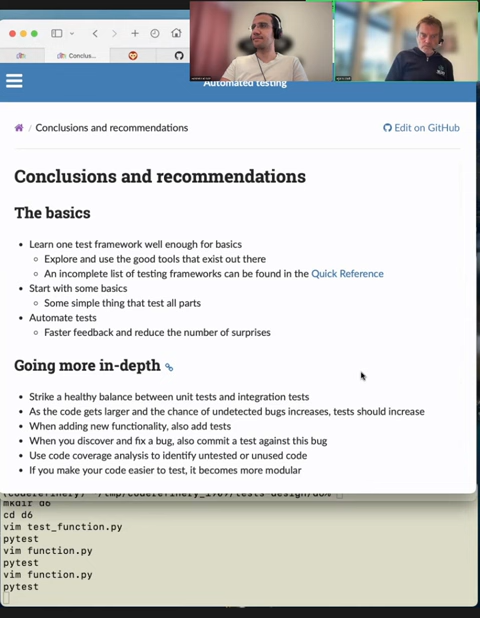 Conclus...
Automated testing
/ Conclusions and recommendations
Edit on GitHub
Conclusions and recommendations
The basics
• Learn one test framework well enough for basics
◦ Explore and use the good tools that exist out there
◦ An incomplete list of testing frameworks can be found in the Quick Reference
• Start with some basics
◦ Some simple thing that test all parts
• Automate tests
◦ Faster feedback and reduce the number of surprises
Going more in-depth
• Strike a healthy balance between unit tests and integration tests
• As the code gets larger and the chance of undetected bugs increases, tests should increase
• When adding new functionality, also add tests
• When you discover and fix a bug, also commit a test against this bug
• Use code coverage analysis to identify untested or unused code
• If you make your code easier to test, it becomes more modular
mkdir d6
cd d6
vim test_function.py
pytest
vim function.py
pytest
vim function.py
pytest